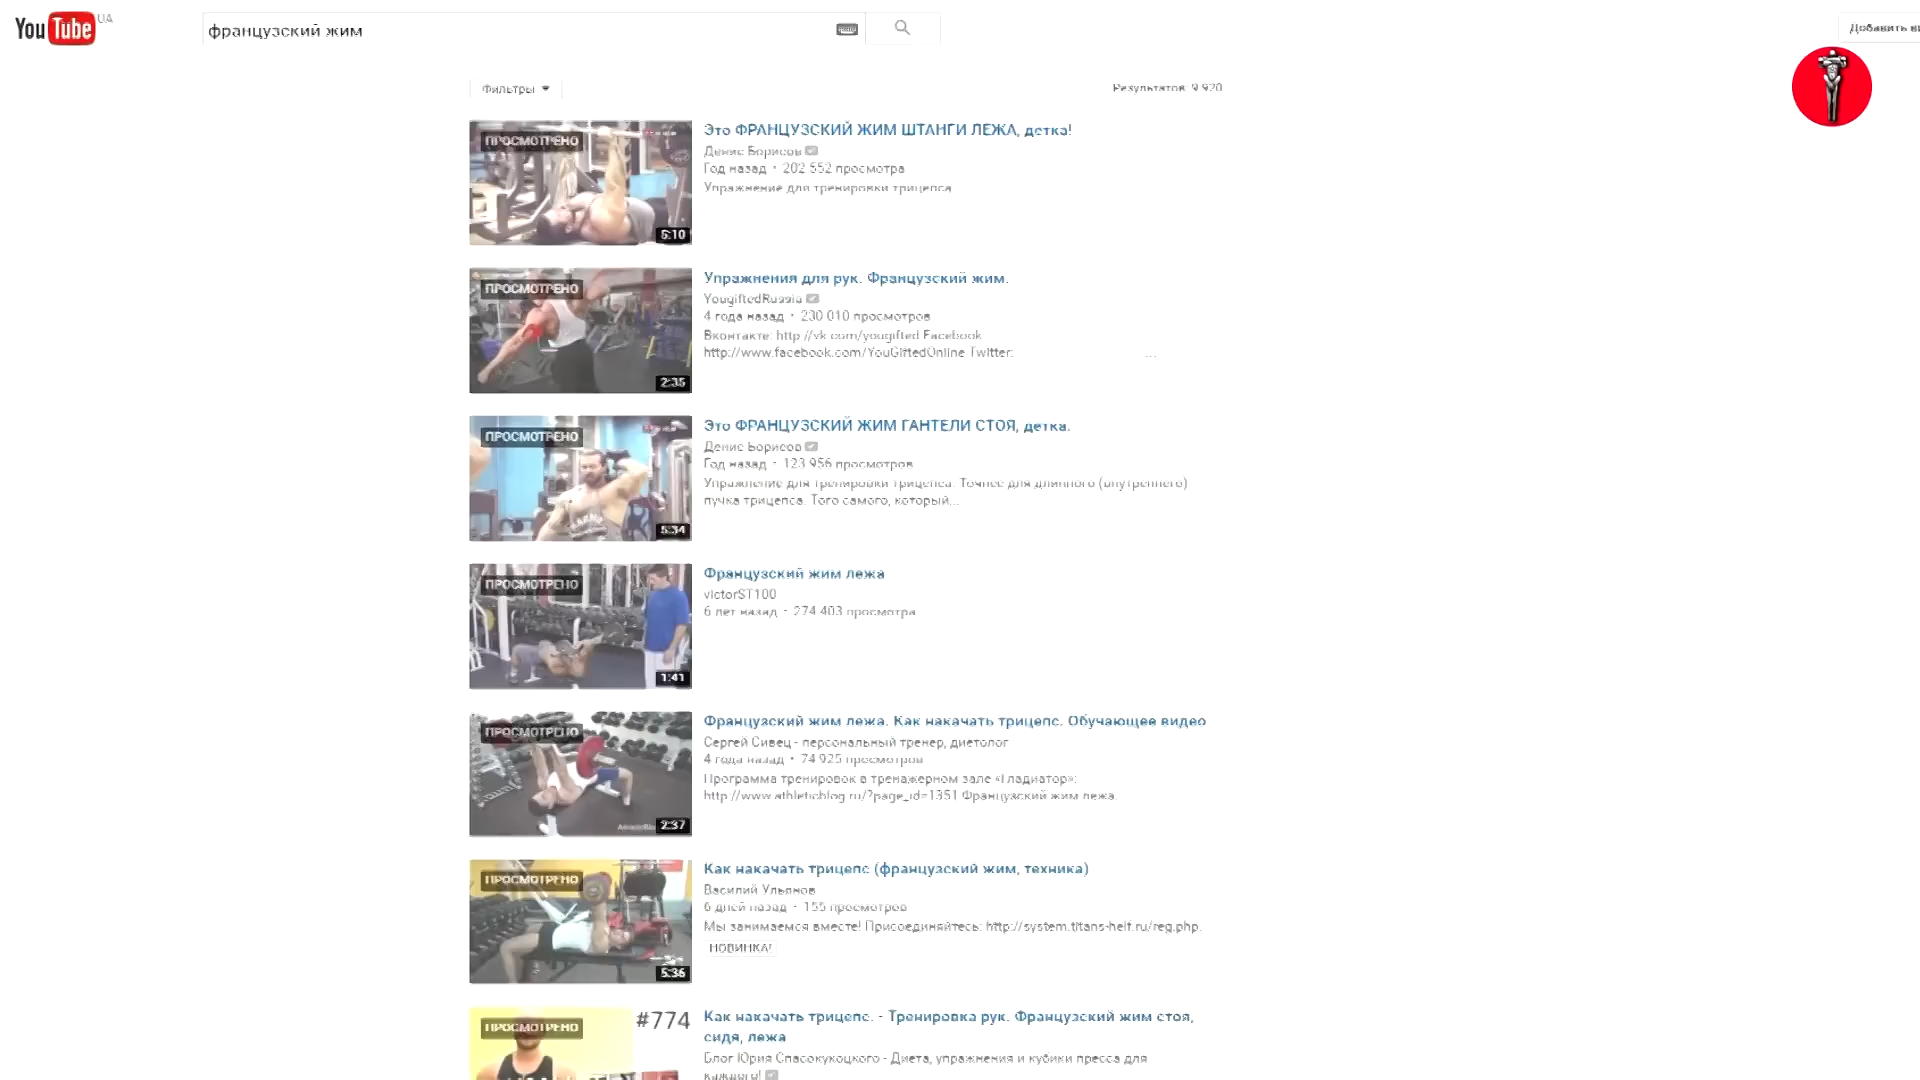 YouTube UA
французский жим
Добавить ви
Фильтры
Результатов: 9 920
ПРОСМОТРЕНО
5:10
Это ФРАНЦУЗСКИЙ ЖИМ ШТАНГИ ЛЕЖА, детка!
Денис Борисов
Год назад • 202 552 просмотра
Упражнение для тренировки трицепса
ПРОСМОТРЕНО
2:35
Упражнения для рук. Французский жим.
YougiftedRussia
4 года назад • 230 010 просмотров
Вконтакте: http://vk.com/yougifted Facebook
http://www.facebook.com/YouGiftedOnline Twitter: ...
ПРОСМОТРЕНО
5:34
Это ФРАНЦУЗСКИЙ ЖИМ ГАНТЕЛИ СТОЯ, детка.
Денис Борисов
Год назад • 123 956 просмотров
Упражнение для тренировки трицепса. Точнее для длинного (внутреннего)
пучка трицепса. Того самого, который...
ПРОСМОТРЕНО
1:41
Французский жим лежа
victorST100
6 лет назад • 274 403 просмотра
ПРОСМОТРЕНО
2:37
Французский жим лежа. Как накачать трицепс. Обучающее видео
Сергей Сивец - персональный тренер, диетолог
4 года назад • 74 925 просмотров
Программа тренировок в тренажерном зале «Гладиатор»:
http://www.athleticblog.ru/?page_id=1351 Французский жим лежа.
ПРОСМОТРЕНО
5:36
Как накачать трицепс (французский жим, техника)
Василий Ульянов
6 дней назад • 155 просмотров
Мы занимаемся вместе! Присоединяйтесь: http://system.titans-helf.ru/reg.php.
НОВИНКА!
ПРОСМОТРЕНО
#774
Как накачать трицепс. - Тренировка рук. Французский жим стоя,
сидя, лежа
Блог Юрия Спасокукоцкого - Диета, упражнения и кубики пресса для
каждого!